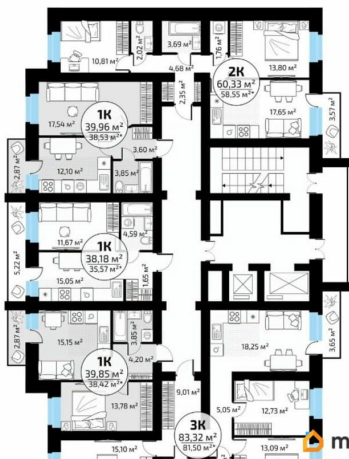 10,81 м²
2,02 м²
3,69 м²
1,76 м²
13,80 м²
4,68 м²
2К
60,33 м²
58,55 м²*
2,35 м²
1К
39,96 м²
38,53 м²*
17,54 м²
17,65 м²
3,57 м²
3,60 м²
2,87 м²
12,10 м²
3,85 м²
4,59 м²
11,67 м²
1К
38,18 м²
35,57 м²*
5,22 м²
15,05 м²
1,65 м²
2,87 м²
15,15 м²
3,85 м²
18,25 м²
3,65 м²
1К
39,85 м²
38,42 м²*
4,20 м²
13,78 м²
9,01 м²
5,05 м²
12,73 м²
3К
83,32 м²
81,50 м²*
15,10 м²
13,09 м²
m